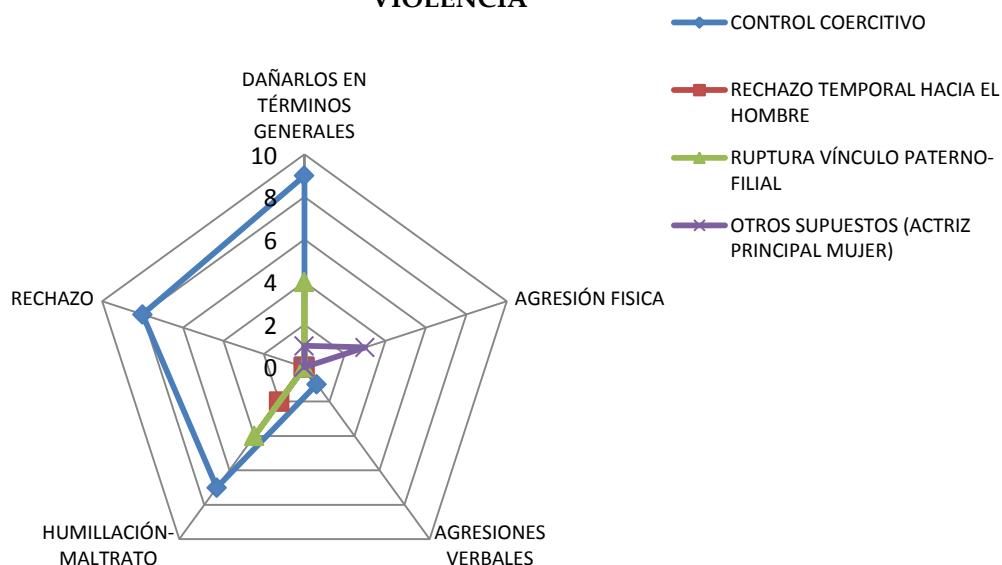 VIOLENCIA
CONTROL COERCITIVO
RECHAZO TEMPORAL HACIA EL
HOMBRE
RUPTURA VÍNCULO PATERNO-
FILIAL
OTROS SUPUESTOS (ACTRIZ
PRINCIPAL MUJER)
DAÑARLOS EN
TÉRMINOS
GENERALES
10
8
6
4
2
0
RECHAZO
AGRESIÓN FISICA
HUMILLACIÓN-
MALTRATO
AGRESIONES
VERBALES